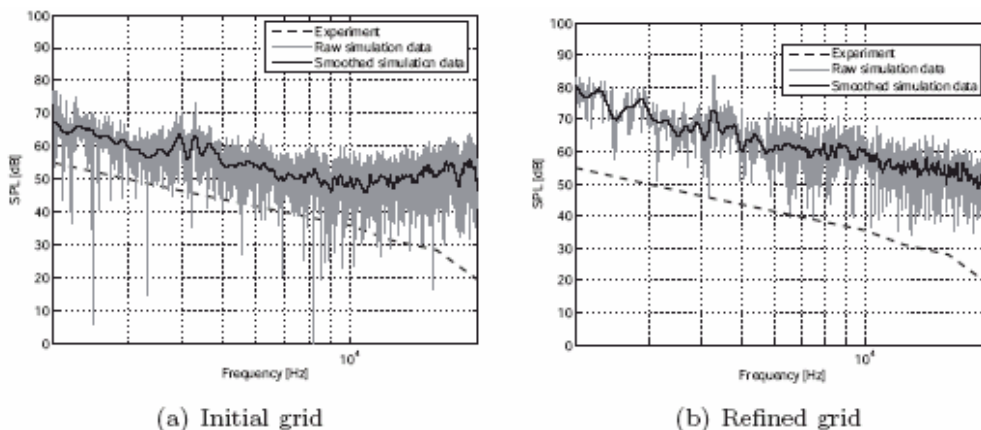 100
90
80
70
60
50
40
30
20
10
0
SPL [dB]
Experiment
Raw simulation data
Smoothed simulation data
10⁴
Frequency [Hz]
(a) Initial grid
100
90
80
70
60
50
40
30
20
10
0
SPL [dB]
Experiment
Raw simulation data
Smoothed simulation data
10⁴
Frequency [Hz]
(b) Refined grid